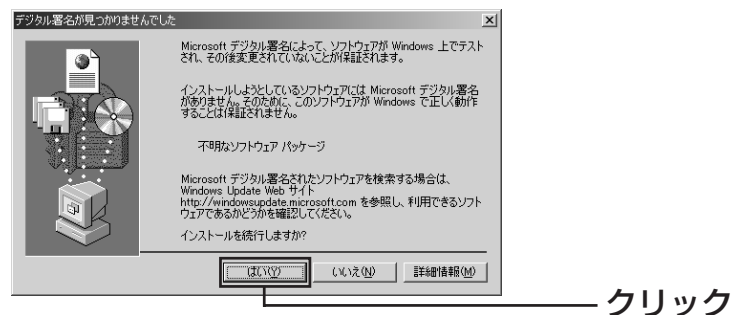 デジタル署名が見つかりませんでした
Microsoft デジタル署名によって、ソフトウェアが Windows 上でテスト
され、その後変更されていないことが保証されます。
インストールしようとしているソフトウェアには Microsoft デジタル署名
がありません。そのために、このソフトウェアが Windows で正しく動作
することは保証されません。
不明なソフトウェア パッケージ
Microsoft デジタル署名されたソフトウェアを検索する場合は、
Windows Update Web サイト
http://windowsupdate.microsoft.com を参照し、利用できるソフト
ウェアであるかどうかを確認してください。
インストールを続行しますか?
はい(Y) いいえ(N) 詳細情報(M)
クリック